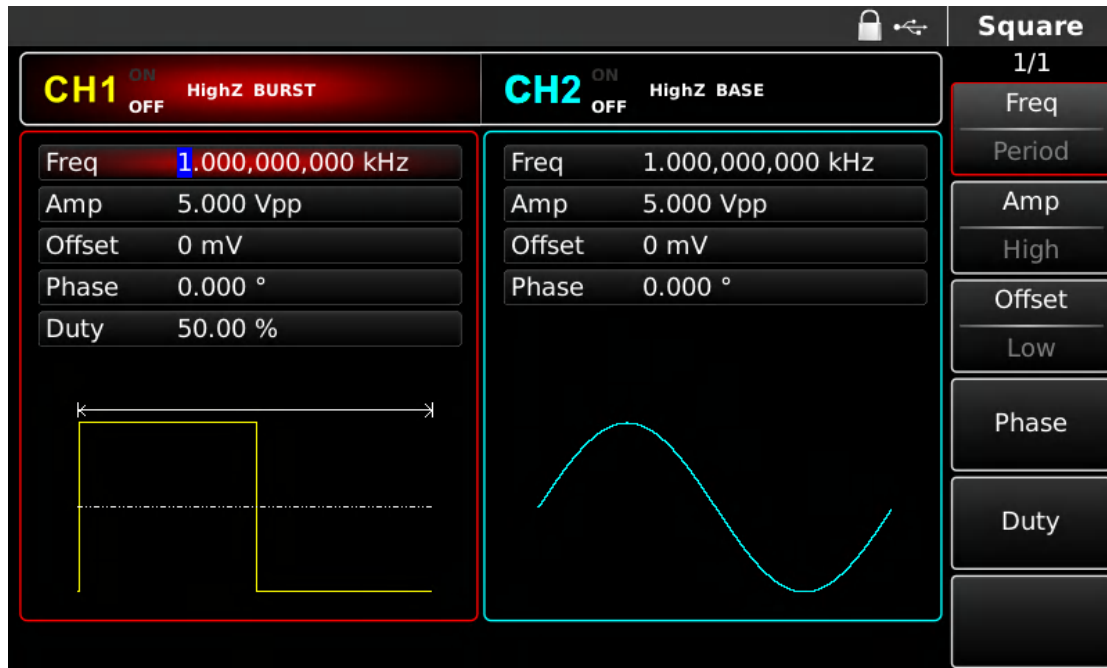 Square
1/1
CH1 ON OFF HighZ BURST
CH2 ON OFF HighZ BASE
Freq 1.000,000,000 kHz
Amp 5.000 Vpp
Offset 0 mV
Phase 0.000 °
Duty 50.00 %
Freq 1.000,000,000 kHz
Amp 5.000 Vpp
Offset 0 mV
Phase 0.000 °
Freq
Period
Amp
High
Offset
Low
Phase
Duty